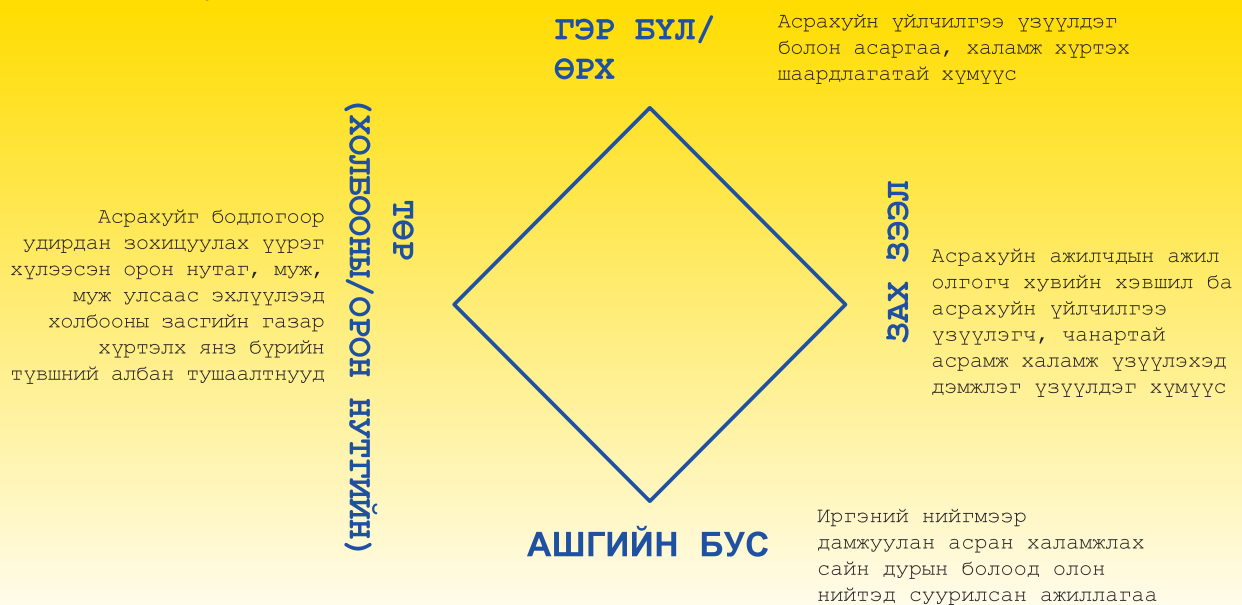 ГЭР БҮЛ/
ӨРХ
Асрахуйн үйлчилгээ үзүүлдэг
болон асаргаа, халамж хүртэх
шаардлагатай хүмүүс
ТӨР
(ХОЛБООНЫ/ОРОН НУТГИЙН)
Асрахуйг бодлогоор
удирдан зохицуулах үүрэг
хүлээсэн орон нутаг, муж,
муж улсаас эхлүүлээд
холбооны засгийн газар
хүртэлх янз бүрийн
түвшний албан тушаалтнууд
ЗАХ ЗЭЭЛ
Асрахуйн ажилчдын ажил
олгогч хувийн хэвшил ба
асрахуйн үйлчилгээ
үзүүлэгч, чанартай
асрамж халамж үзүүлэхэд
дэмжлэг үзүүлдэг хүмүүс
АШГИЙН БУС
Иргэний нийгмээр
дамжуулан асран халамжлах
сайн дурын болоод олон
нийтэд суурилсан ажиллагаа